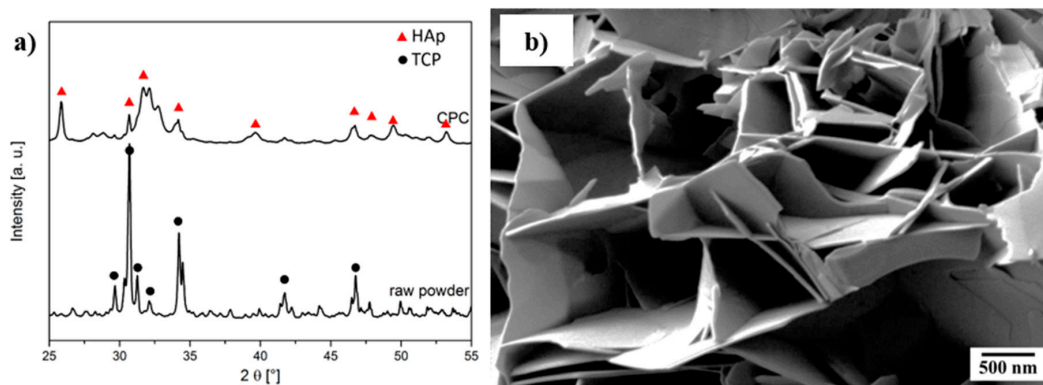 a)
▲ HAp
● TCP
CPC
raw powder
Intensity [a. u.]
25 30 35 40 45 50 55
2 θ [°]
b)
500 nm